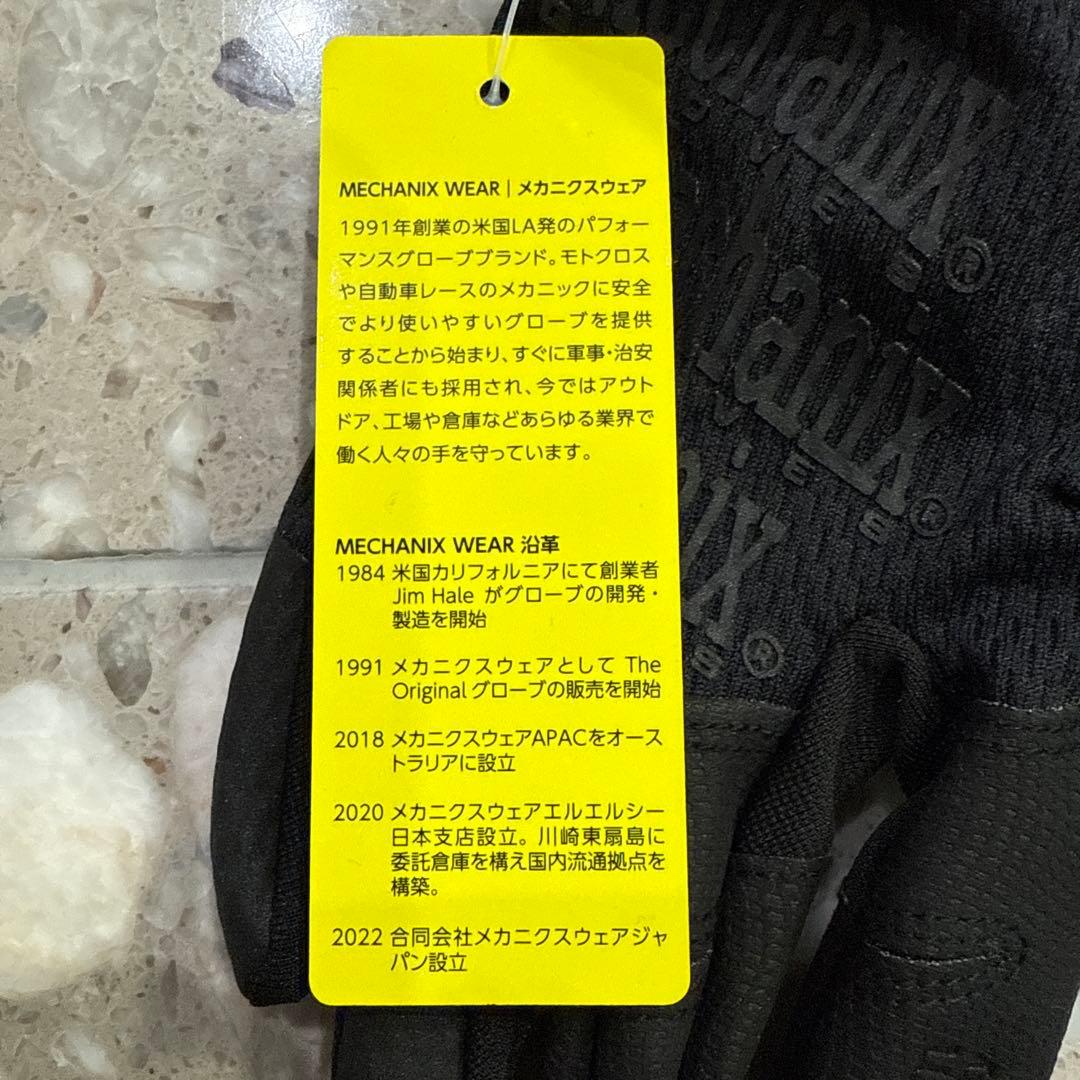 MECHANIX WEAR | メカニクスウェア
1991年創業の米国LA発のパフォー
マンスグローブブランド。モトクロス
や自動車レースのメカニックに安全
でより使いやすいグローブを提供
することから始まり、すぐに軍事・治安
関係者にも採用され、今ではアウト
ドア、工場や倉庫などあらゆる業界で
働く人々の手を守っています。
MECHANIX WEAR 沿革
1984 米国カリフォルニアにて創業者
Jim Hale がグローブの開発・
製造を開始
1991 メカニクスウェアとして The
Original グローブの販売を開始
2018 メカニクスウェアAPACをオース
トラリアに設立
2020 メカニクスウェアエルエルシー
日本支店設立。川崎東扇島に
委託倉庫を構え国内流通拠点を
構築。
2022 合同会社メカニクスウェアジャ
パン設立